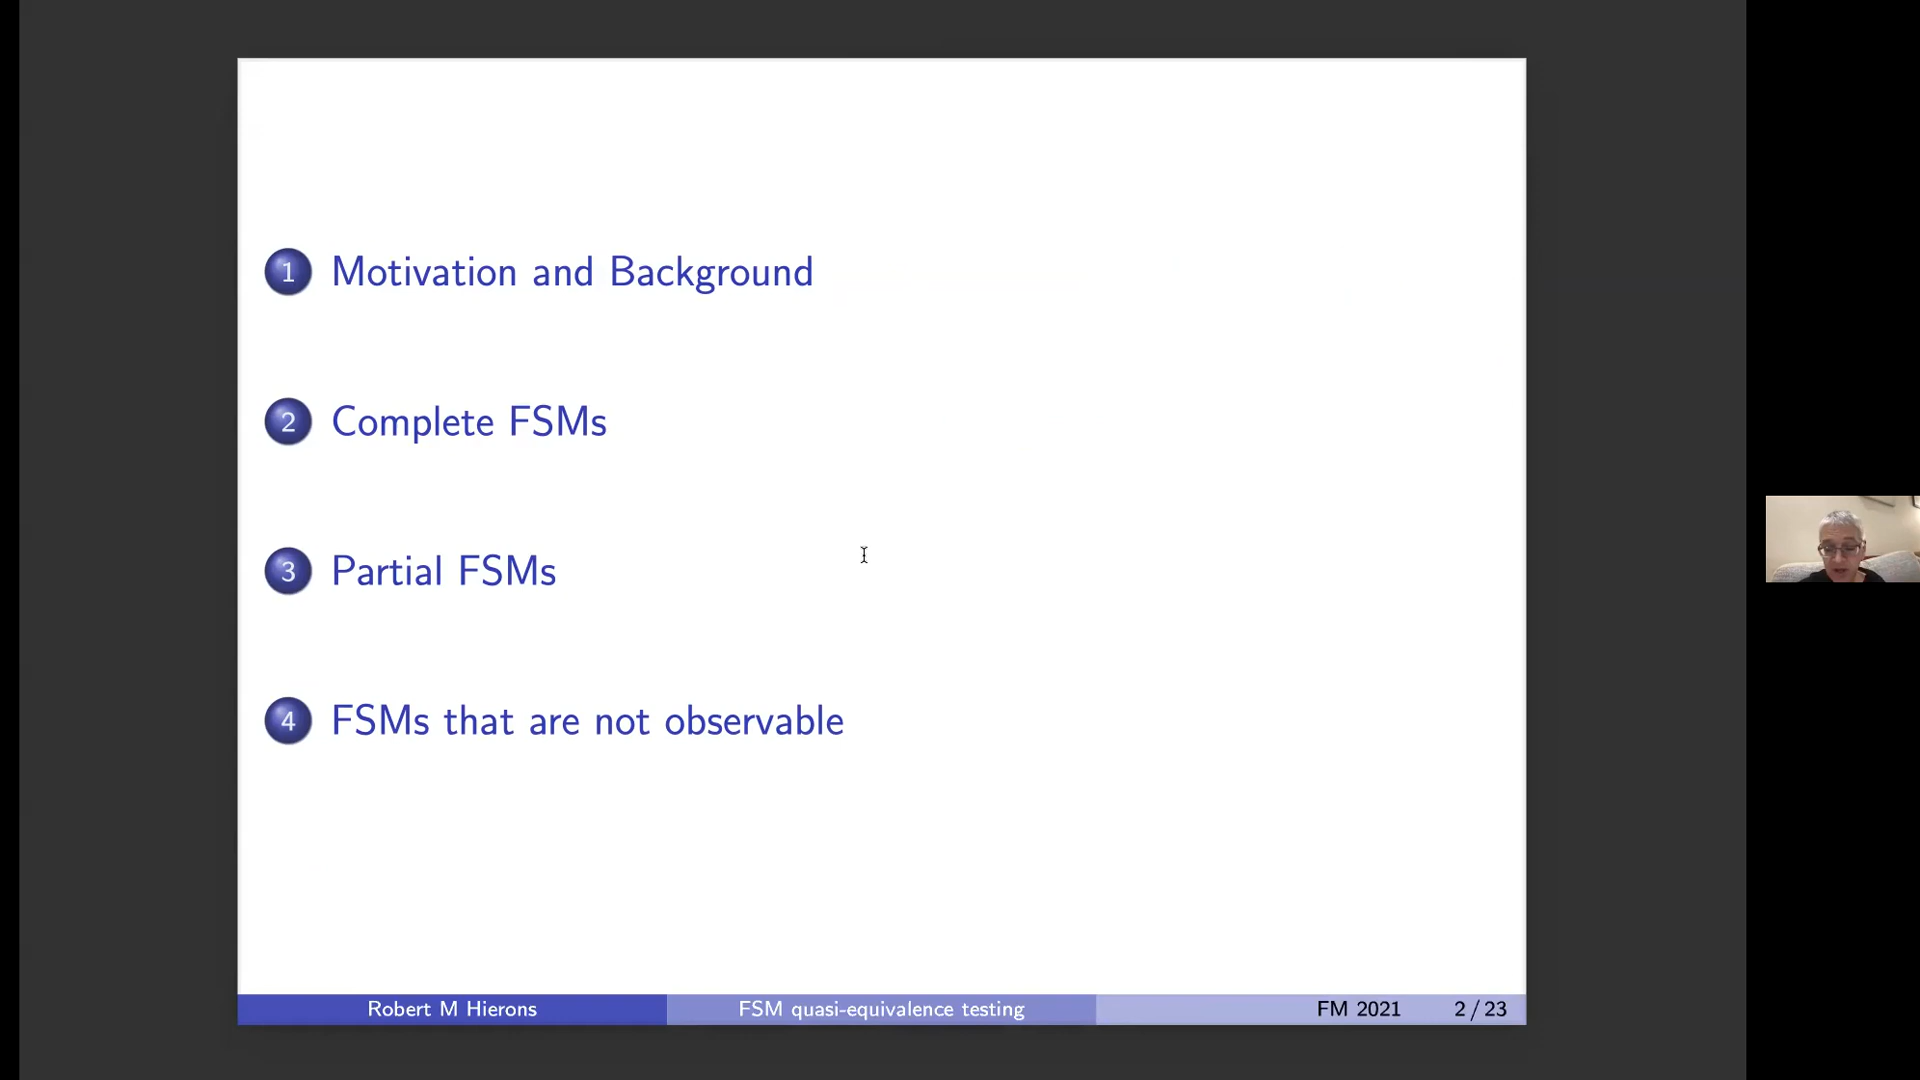 1 Motivation and Background
2 Complete FSMs
3 Partial FSMs
4 FSMs that are not observable
Robert M Hierons FSM quasi-equivalence testing FM 2021 2 / 23